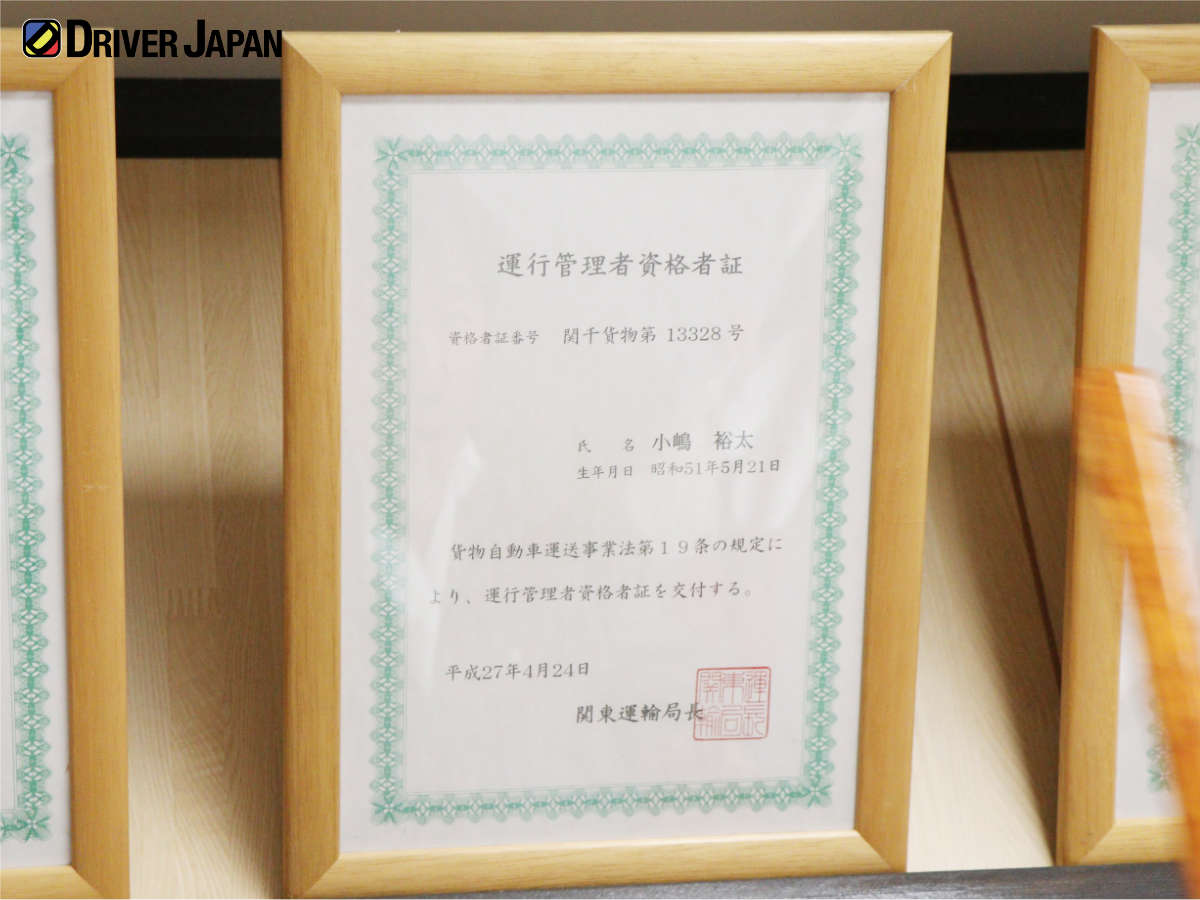 DRIVER JAPAN
運行管理者資格者証
資格者証番号 関千貨物第 13328 号
氏 名 小嶋 裕太
生年月日 昭和51年5月21日
貨物自動車運送事業法第19条の規定に
より、運行管理者資格者証を交付する。
平成27年4月24日
関東運輸局長